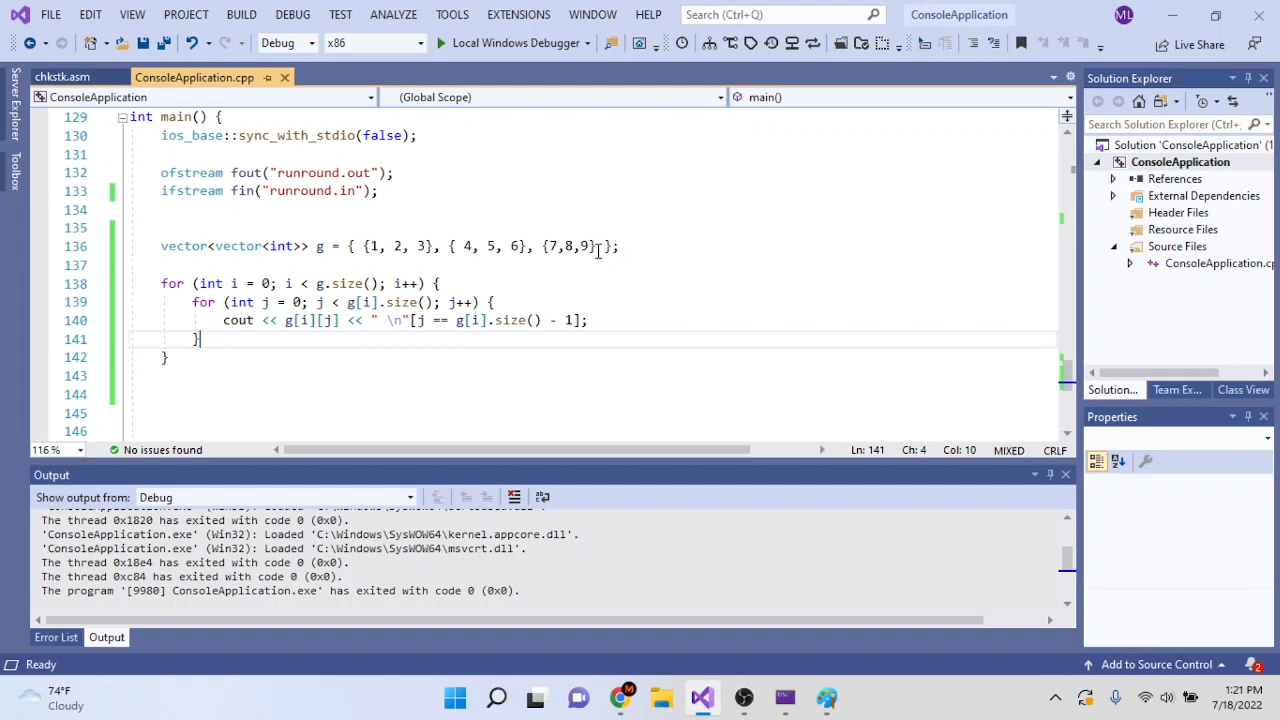 FILE EDIT VIEW GIT PROJECT BUILD DEBUG TEST ANALYZE TOOLS EXTENSIONS WINDOW HELP Search (Ctrl+Q) ConsoleApplication ML
Debug x86 Local Windows Debugger Live Share
Server Explorer
Toolbox
chkstk.asm ConsoleApplication.cpp
ConsoleApplication (Global Scope) main()
129 int main() {
130 ios_base::sync_with_stdio(false);
131
132 ofstream fout("runround.out");
133 ifstream fin("runround.in");
134
135
136 vector<vector<int>> g = { {1, 2, 3}, { 4, 5, 6}, {7,8,9} };
137
138 for (int i = 0; i < g.size(); i++) {
139 for (int j = 0; j < g[i].size(); j++) {
140 cout << g[i][j] << " \n"[j == g[i].size() - 1];
141 }
142 }
143
144
145
146
116 % No issues found Ln: 141 Ch: 4 Col: 10 MIXED CRLF
Output
Show output from: Debug
The thread 0x1820 has exited with code 0 (0x0).
'ConsoleApplication.exe' (Win32): Loaded 'C:\Windows\SysWOW64\kernel.appcore.dll'.
'ConsoleApplication.exe' (Win32): Loaded 'C:\Windows\SysWOW64\msvcrt.dll'.
The thread 0x18e4 has exited with code 0 (0x0).
The thread 0xc84 has exited with code 0 (0x0).
The program '[9980] ConsoleApplication.exe' has exited with code 0 (0x0).
Error List Output
Solution Explorer
Search Solution Explorer (Ctrl+;
Solution 'ConsoleApplication' (1
ConsoleApplication
References
External Dependencies
Header Files
Resource Files
Source Files
ConsoleApplication.cp
Solution... Team Ex... Class View
Properties
Ready Add to Source Control 2
74°F
Cloudy
M
1:21 PM
7/18/2022